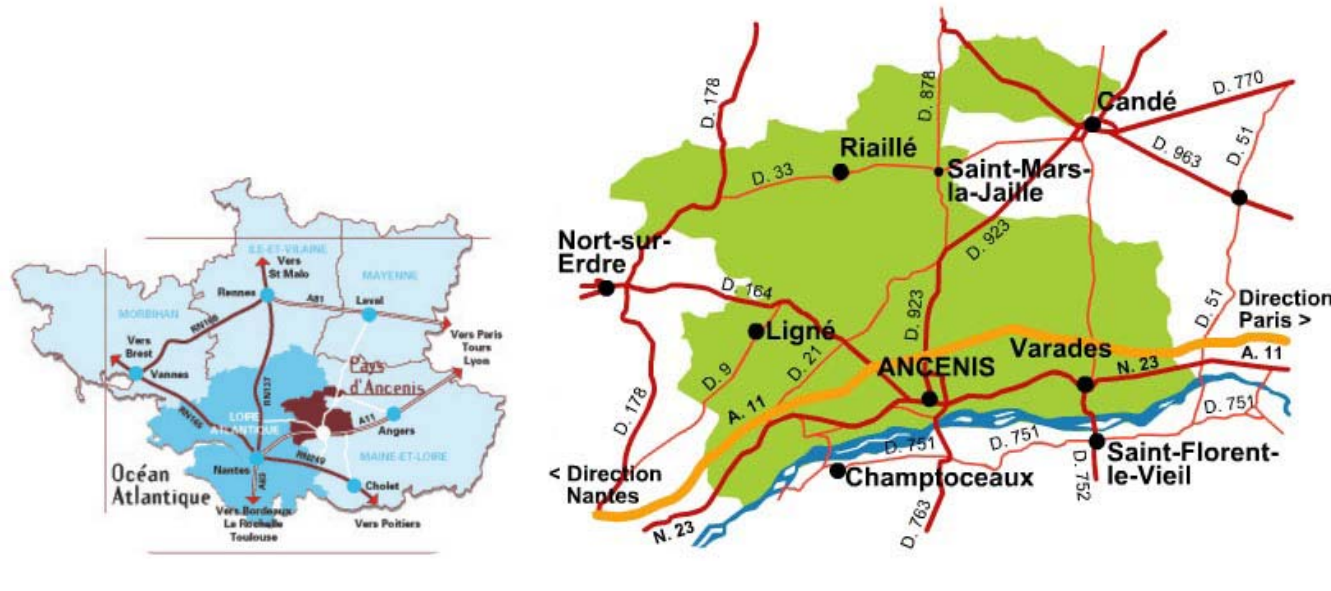 ILE-ET-VILAINE
Vers
St Malo
MAYENNE
Rennes
A81
Laval
MORBIHAN
RN166
Vers
Brest
Vannes
Vers Paris
Tours
Lyon
Pays
d'Ancenis
RN137
RN165
LOIRE
ATLANTIQUE
A11
Angers
MAINE-ET-LOIRE
Nantes
RN249
A83
Cholet
Océan
Atlantique
Vers Bordeaux
La Rochelle
Toulouse
Vers Poitiers
D. 178
D. 878
D. 770
Candé
D. 51
D. 963
Riaillé
D. 33
Saint-Mars-
la-Jaille
D. 923
Nort-sur-
Erdre
D. 164
D. 923
D. 51
Direction
Paris >
Ligné
D. 21
D. 9
ANCENIS
Varades
N. 23
A. 11
D. 178
A. 11
D. 751
D. 751
D. 751
Saint-Florent-
le-Vieil
< Direction
Nantes
Champtoceaux
D. 752
D. 763
N. 23